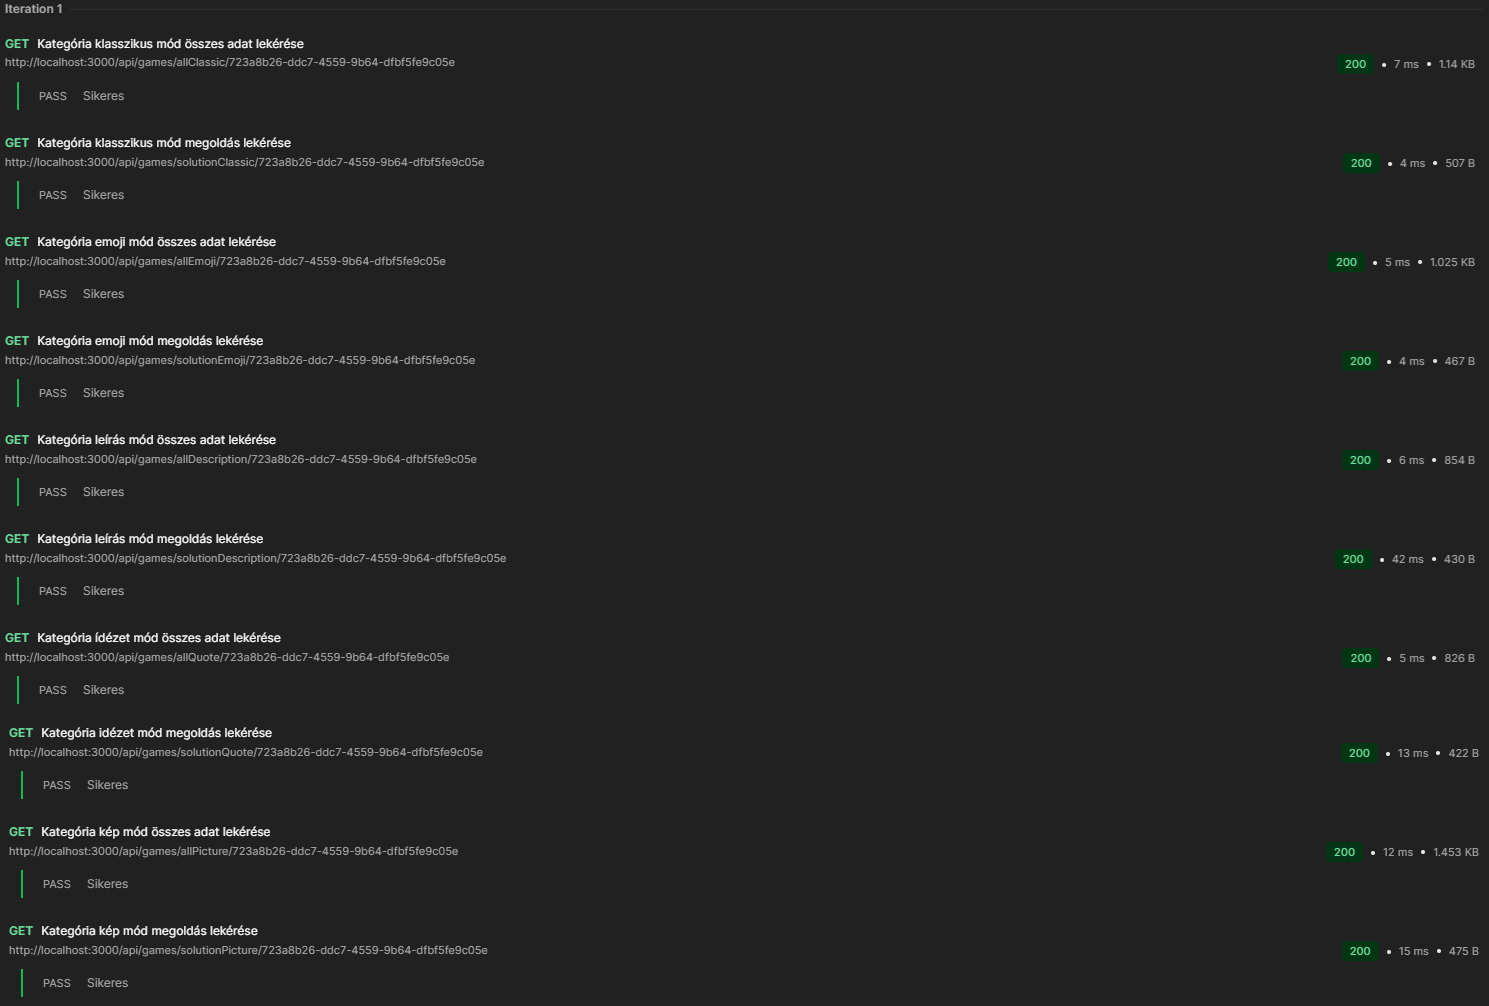 Iteration 1
GET Kategória klasszikus mód összes adat lekérése
http://localhost:3000/api/games/allClassic/723a8b26-ddc7-4559-9b64-dfbf5fe9c05e
200 • 7 ms • 1.14 KB
PASS Sikeres
GET Kategória klasszikus mód megoldás lekérése
http://localhost:3000/api/games/solutionClassic/723a8b26-ddc7-4559-9b64-dfbf5fe9c05e
200 • 4 ms • 507 B
PASS Sikeres
GET Kategória emoji mód összes adat lekérése
http://localhost:3000/api/games/allEmoji/723a8b26-ddc7-4559-9b64-dfbf5fe9c05e
200 • 5 ms • 1.025 KB
PASS Sikeres
GET Kategória emoji mód megoldás lekérése
http://localhost:3000/api/games/solutionEmoji/723a8b26-ddc7-4559-9b64-dfbf5fe9c05e
200 • 4 ms • 467 B
PASS Sikeres
GET Kategória leírás mód összes adat lekérése
http://localhost:3000/api/games/allDescription/723a8b26-ddc7-4559-9b64-dfbf5fe9c05e
200 • 6 ms • 854 B
PASS Sikeres
GET Kategória leírás mód megoldás lekérése
http://localhost:3000/api/games/solutionDescription/723a8b26-ddc7-4559-9b64-dfbf5fe9c05e
200 • 42 ms • 430 B
PASS Sikeres
GET Kategória ídézet mód összes adat lekérése
http://localhost:3000/api/games/allQuote/723a8b26-ddc7-4559-9b64-dfbf5fe9c05e
200 • 5 ms • 826 B
PASS Sikeres
GET Kategória idézet mód megoldás lekérése
http://localhost:3000/api/games/solutionQuote/723a8b26-ddc7-4559-9b64-dfbf5fe9c05e
200 • 13 ms • 422 B
PASS Sikeres
GET Kategória kép mód összes adat lekérése
http://localhost:3000/api/games/allPicture/723a8b26-ddc7-4559-9b64-dfbf5fe9c05e
200 • 12 ms • 1.453 KB
PASS Sikeres
GET Kategória kép mód megoldás lekérése
http://localhost:3000/api/games/solutionPicture/723a8b26-ddc7-4559-9b64-dfbf5fe9c05e
200 • 15 ms • 475 B
PASS Sikeres